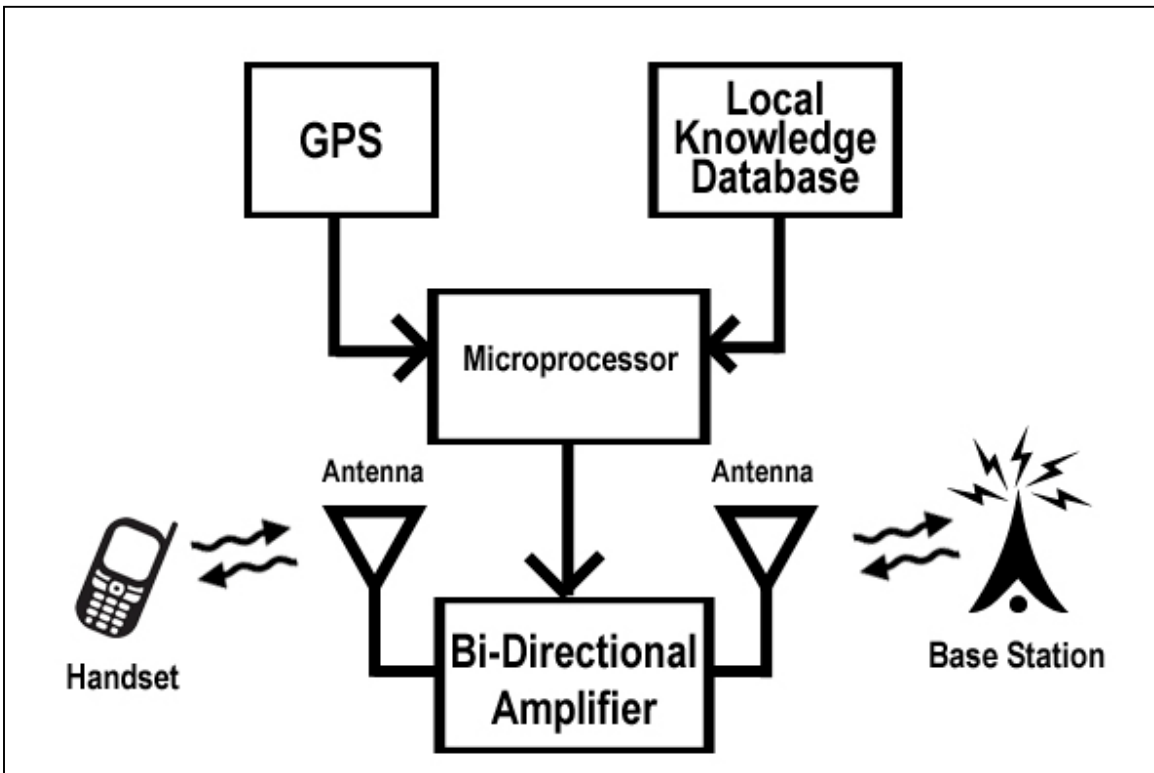 GPS
Local
Knowledge
Database
Microprocessor
Antenna
Antenna
Handset
Bi-Directional
Amplifier
Base Station